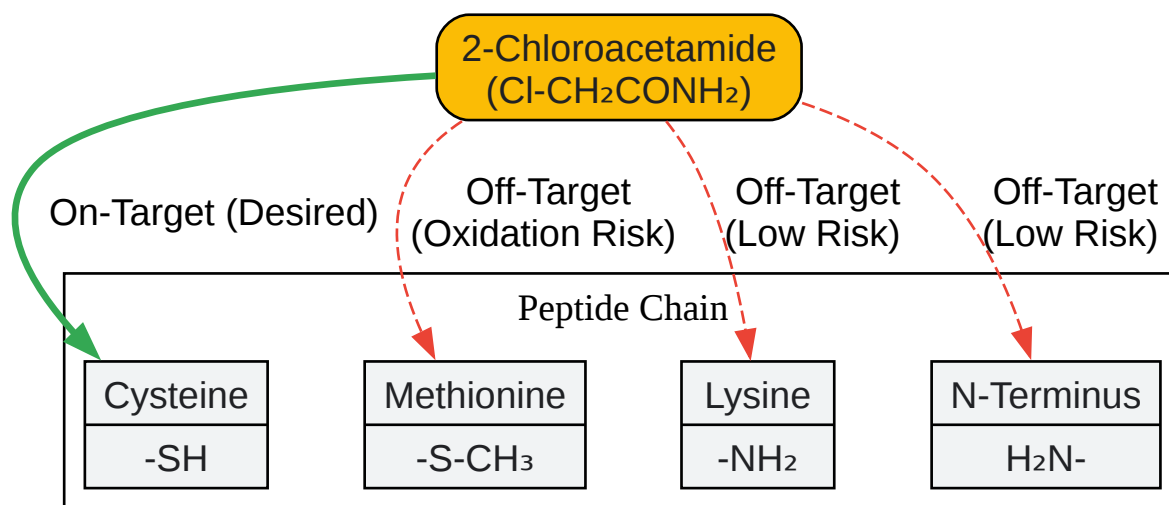 2-Chloroacetamide
(Cl-CH₂CONH₂)
On-Target (Desired)
Off-Target
(Oxidation Risk)
Off-Target
(Low Risk)
Off-Target
(Low Risk)
Peptide Chain
Cysteine
-SH
Methionine
-S-CH₃
Lysine
-NH₂
N-Terminus
H₂N-